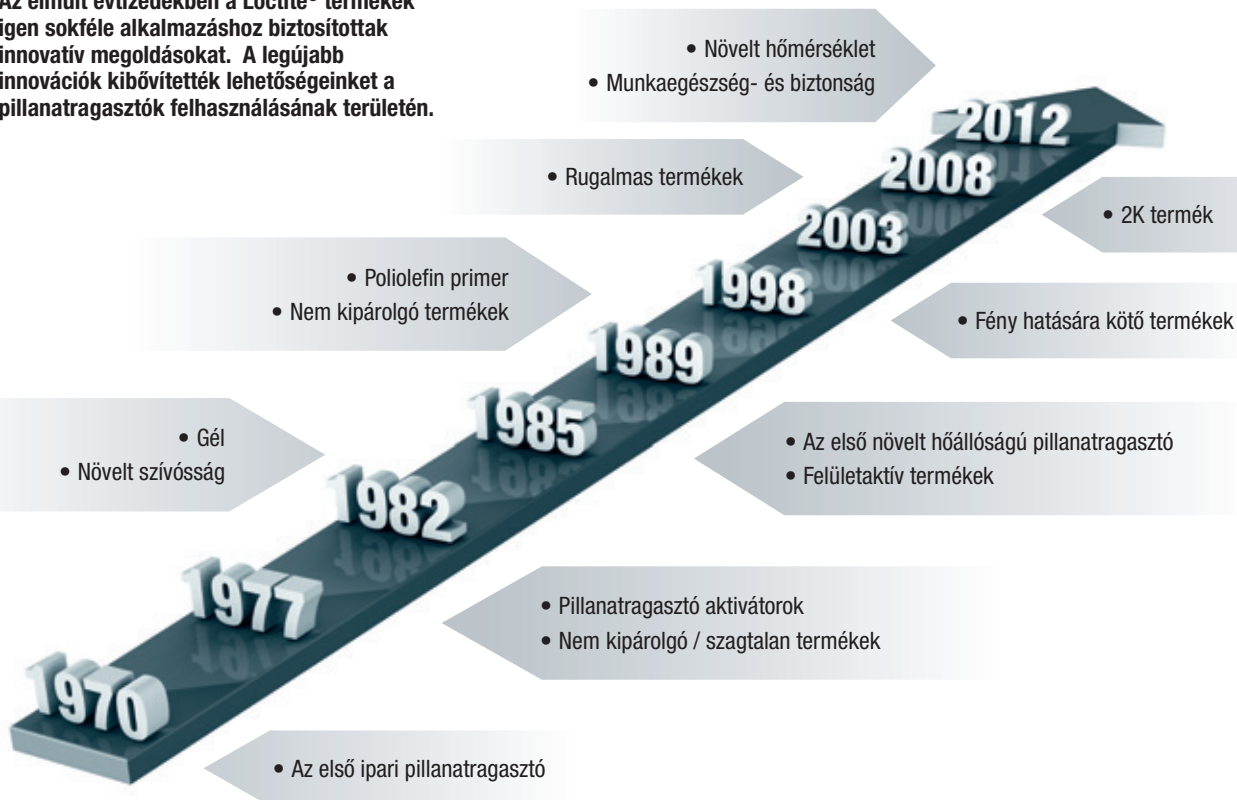 Az elmúlt évtizedekben a Loctite® termékek
igen sokféle alkalmazáshoz biztosítottak
innovatív megoldásokat. A legújabb
innovációk kibővítették lehetőségeinket a
pillanatragasztók felhasználásának területén.
• Növelt hőmérséklet
• Munkaegészség- és biztonság
2012
2008
• Rugalmas termékek
• 2K termék
2003
• Poliolefin primer
• Nem kipárolgó termékek
1998
• Fény hatására kötő termékek
1989
1985
• Gél
• Növelt szívósság
• Az első növelt hőállóságú pillanatragasztó
• Felületaktív termékek
1982
1977
• Pillanatragasztó aktivátorok
• Nem kipárolgó / szagtalan termékek
1970
• Az első ipari pillanatragasztó